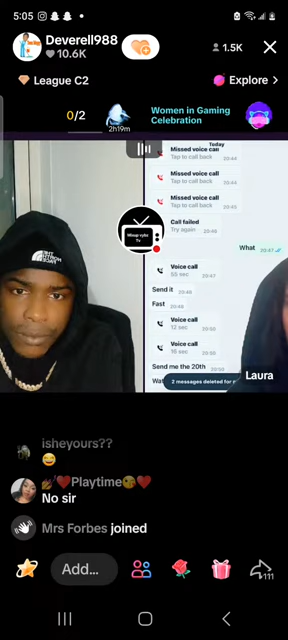 5:05
Deverell988
10.6K
1.5K
League C2
Explore >
0/2
2h19m
Women in Gaming
Celebration
Today
Missed voice call
Tap to call back 20:44
Missed voice call
Tap to call back 20:44
Missed voice call
Tap to call back 20:45
Call failed
Try again 20:46
What 20:47
Voice call
55 sec 20:47
Send it 20:48
Fast 20:48
Voice call
12 sec 20:50
Voice call
16 sec 20:50
Send me the 20th
2 messages deleted for
THE
NORTH
FACE
Tv
Laura
isheyours??
😂
💅❤️Playtime😘❤️
No sir
Mrs Forbes joined
Add...
111